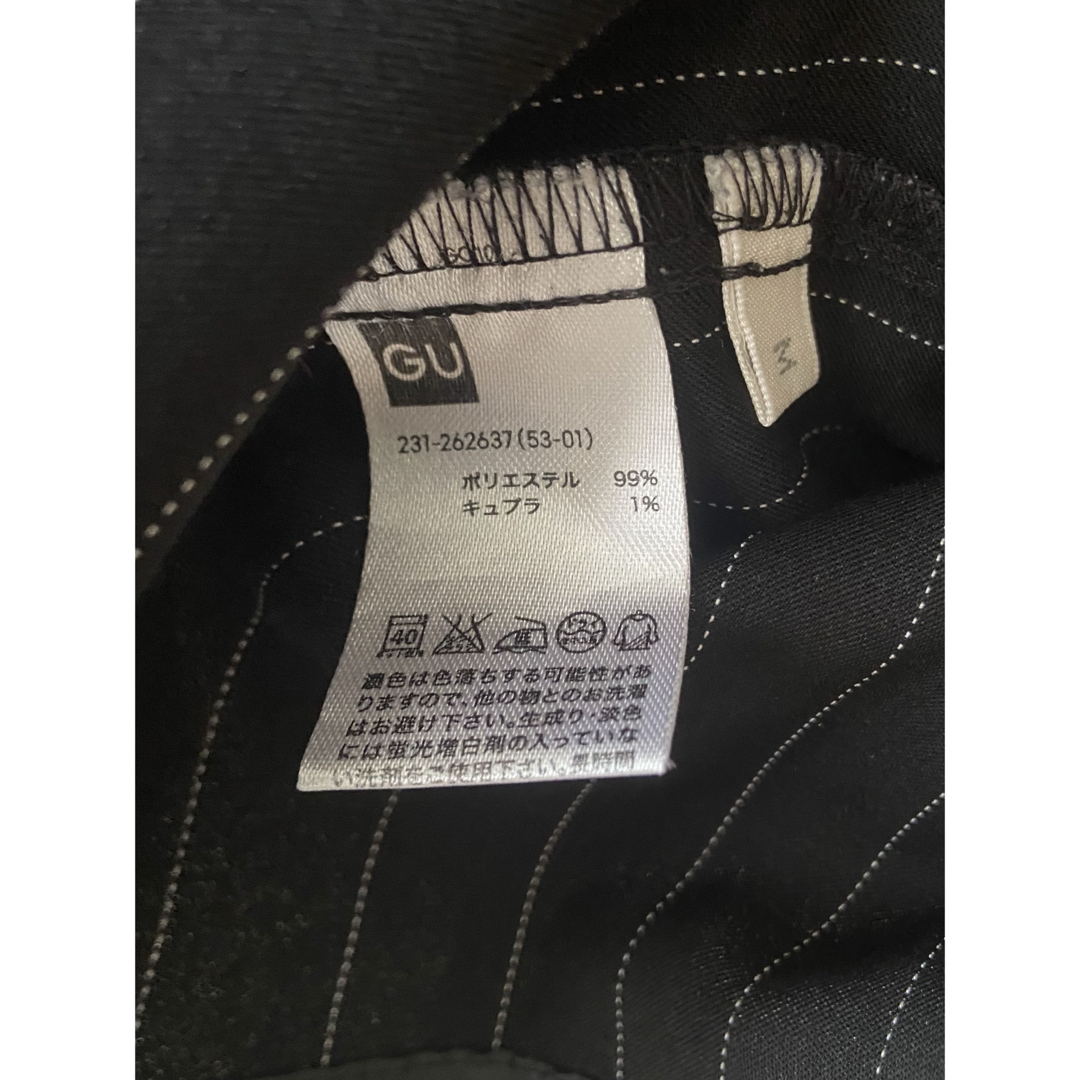 GU
231-262637(53-01)
ポリエステル 99%
キュプラ 1%
40
濃色は色落ちする可能性があ
りますので、他の物とのお洗濯
はお避け下さい。生成り・淡色
には蛍光増白剤の入っていな
い洗剤をご使用下さい。長時間
M